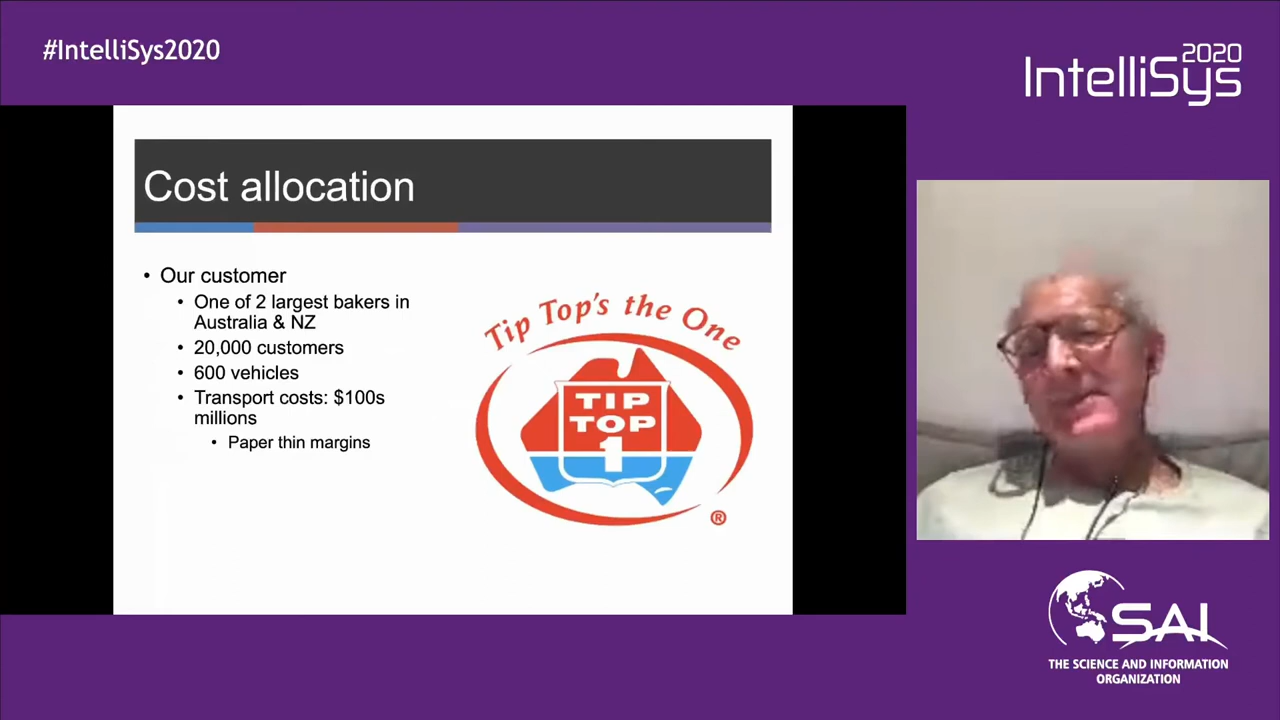 #IntelliSys2020
2020
IntelliSys
Cost allocation
• Our customer
• One of 2 largest bakers in
Australia & NZ
• 20,000 customers
• 600 vehicles
• Transport costs: $100s
millions
• Paper thin margins
Tip Top's the One
TIP
TOP
1
®
SAI
THE SCIENCE AND INFORMATION
ORGANIZATION